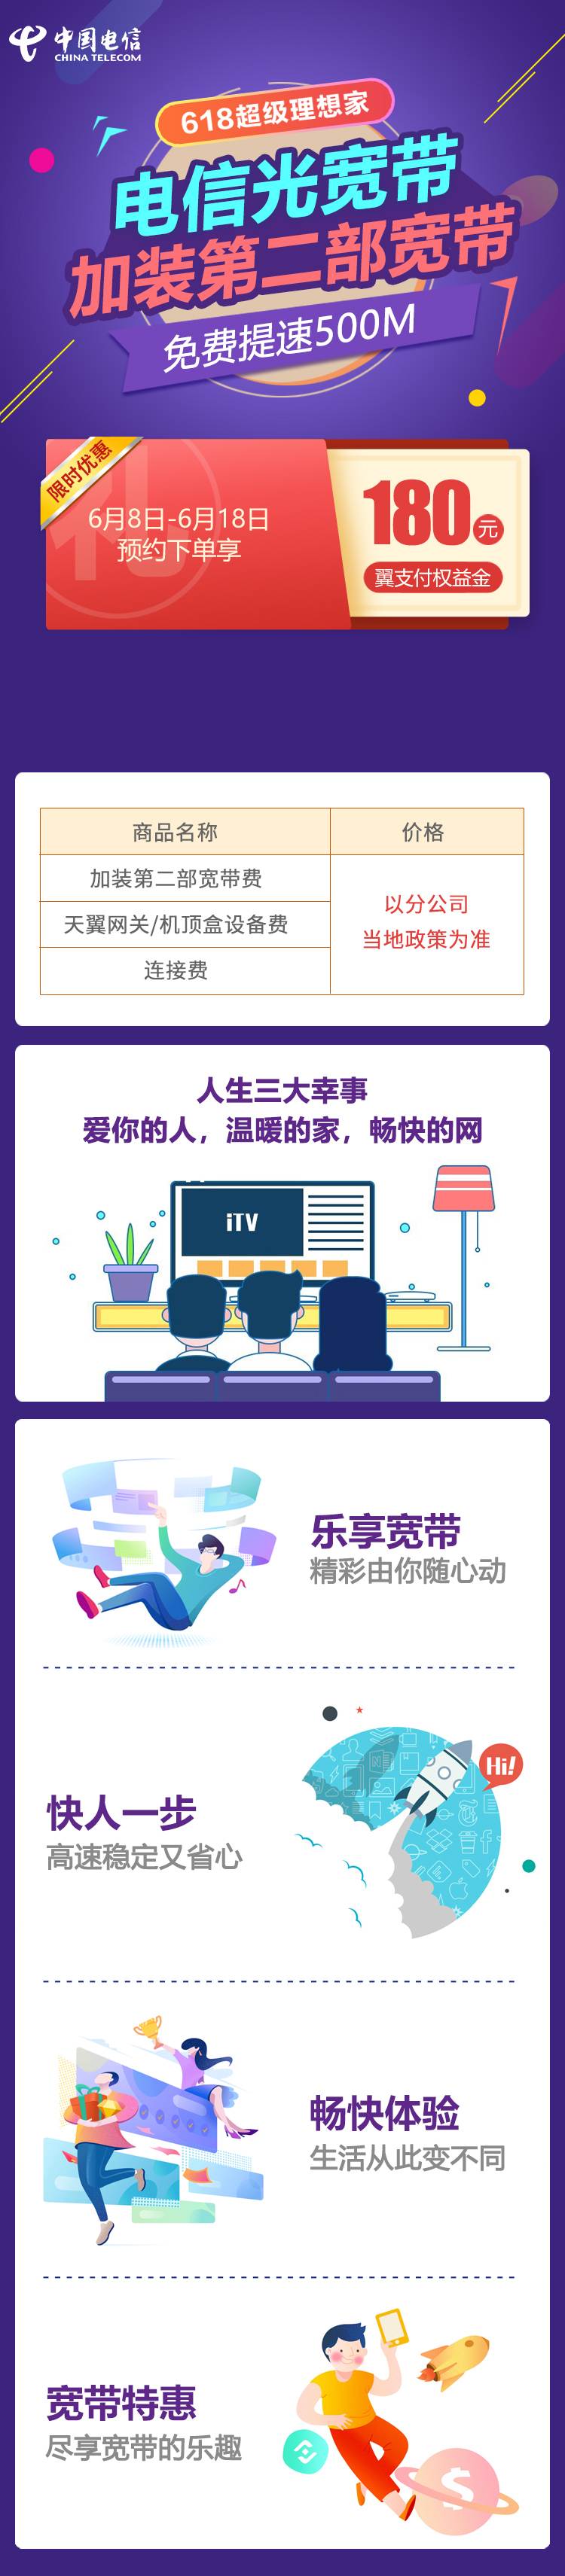 中国电信
CHINA TELECOM
618超级理想家
电信光宽带
加装第二部宽带
免费提速500M
限时优惠
礼
6月8日-6月18日
预约下单享
180元
翼支付权益金
商品名称 价格
加装第二部宽带费
天翼网关/机顶盒设备费
连接费
以分公司
当地政策为准
人生三大幸事
爱你的人，温暖的家，畅快的网
iTV
乐享宽带
精彩由你随心动
Hi!
快人一步
高速稳定又省心
畅快体验
生活从此变不同
宽带特惠
尽享宽带的乐趣
$